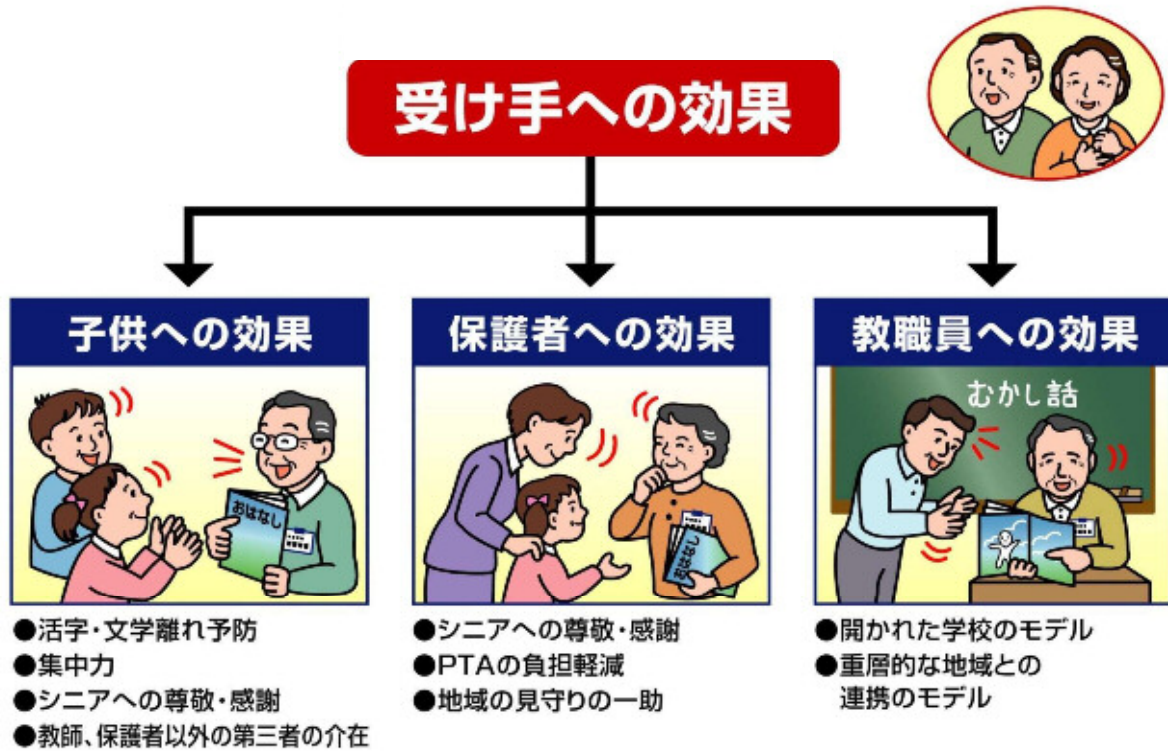 受け手への効果
子供への効果
おはなし
●活字・文学離れ予防
●集中力
●シニアへの尊敬・感謝
●教師、保護者以外の第三者の介在
保護者への効果
おはなし
●シニアへの尊敬・感謝
●PTAの負担軽減
●地域の見守りの一助
教職員への効果
むかし話
●開かれた学校のモデル
●重層的な地域との
連携のモデル